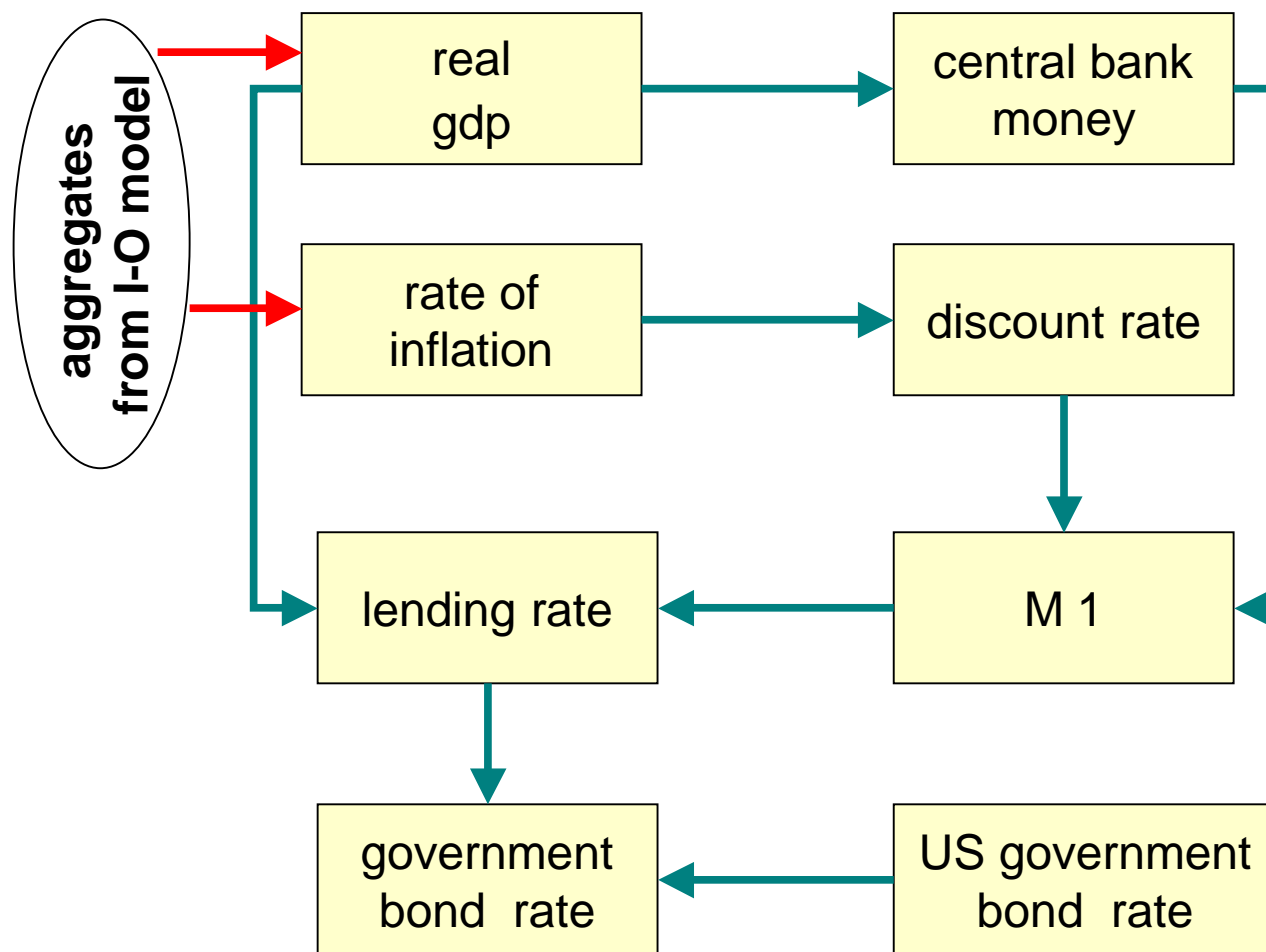 aggregates
from I-O model
real
gdp
central bank
money
rate of
inflation
discount rate
lending rate
M 1
government
bond rate
US government
bond rate